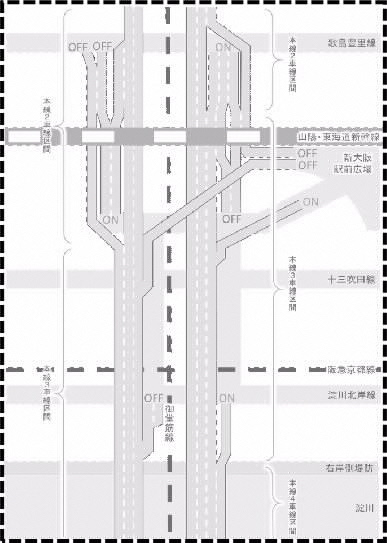 OFF
OFF
ON
歌島豊里線
本線2車線区間
本線2車線区間
山陽・東海道新幹線
OFF
OFF
新大阪
駅前広場
ON
ON
OFF
本線3車線区間
十三吹田線
本線3車線区間
阪急京都線
淀川北岸線
OFF
ON
御堂筋線
右岸側堤防
本線4車線区間
淀川